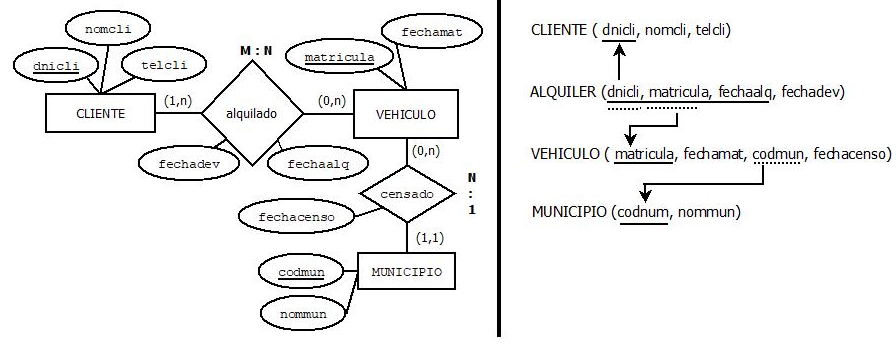 nomcli
dnicli
telcli
CLIENTE
(1,n)
M : N
alquilado
fechadev
fechaalq
(0,n)
matricula
fechamat
VEHICULO
(0,n)
censado
N
:
1
fechacenso
(1,1)
codmun
MUNICIPIO
nommun
CLIENTE ( dnicli, nomcli, telcli)
ALQUILER (dnicli, matricula, fechaalq, fechadev)
VEHICULO ( matricula, fechamat, codmun, fechacenso)
MUNICIPIO (codnum, nommun)